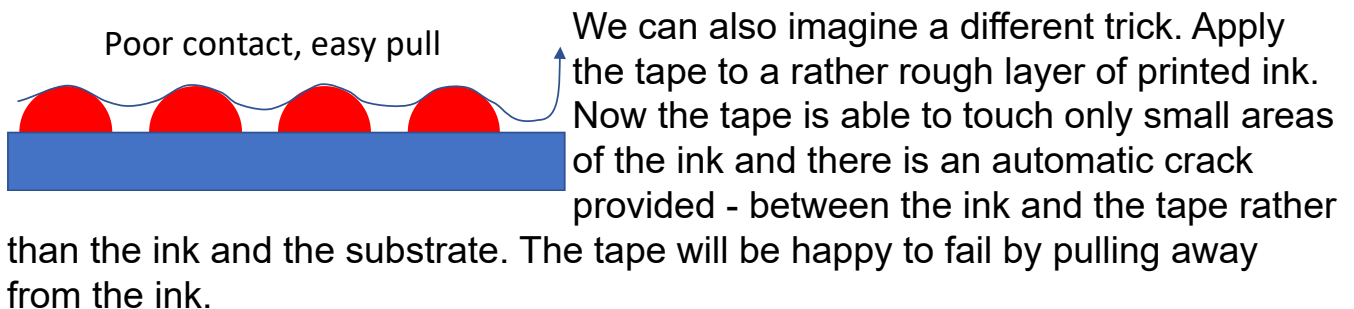 Poor contact, easy pull
We can also imagine a different trick. Apply
the tape to a rather rough layer of printed ink.
Now the tape is able to touch only small areas
of the ink and there is an automatic crack
provided - between the ink and the tape rather
than the ink and the substrate. The tape will be happy to fail by pulling away
from the ink.